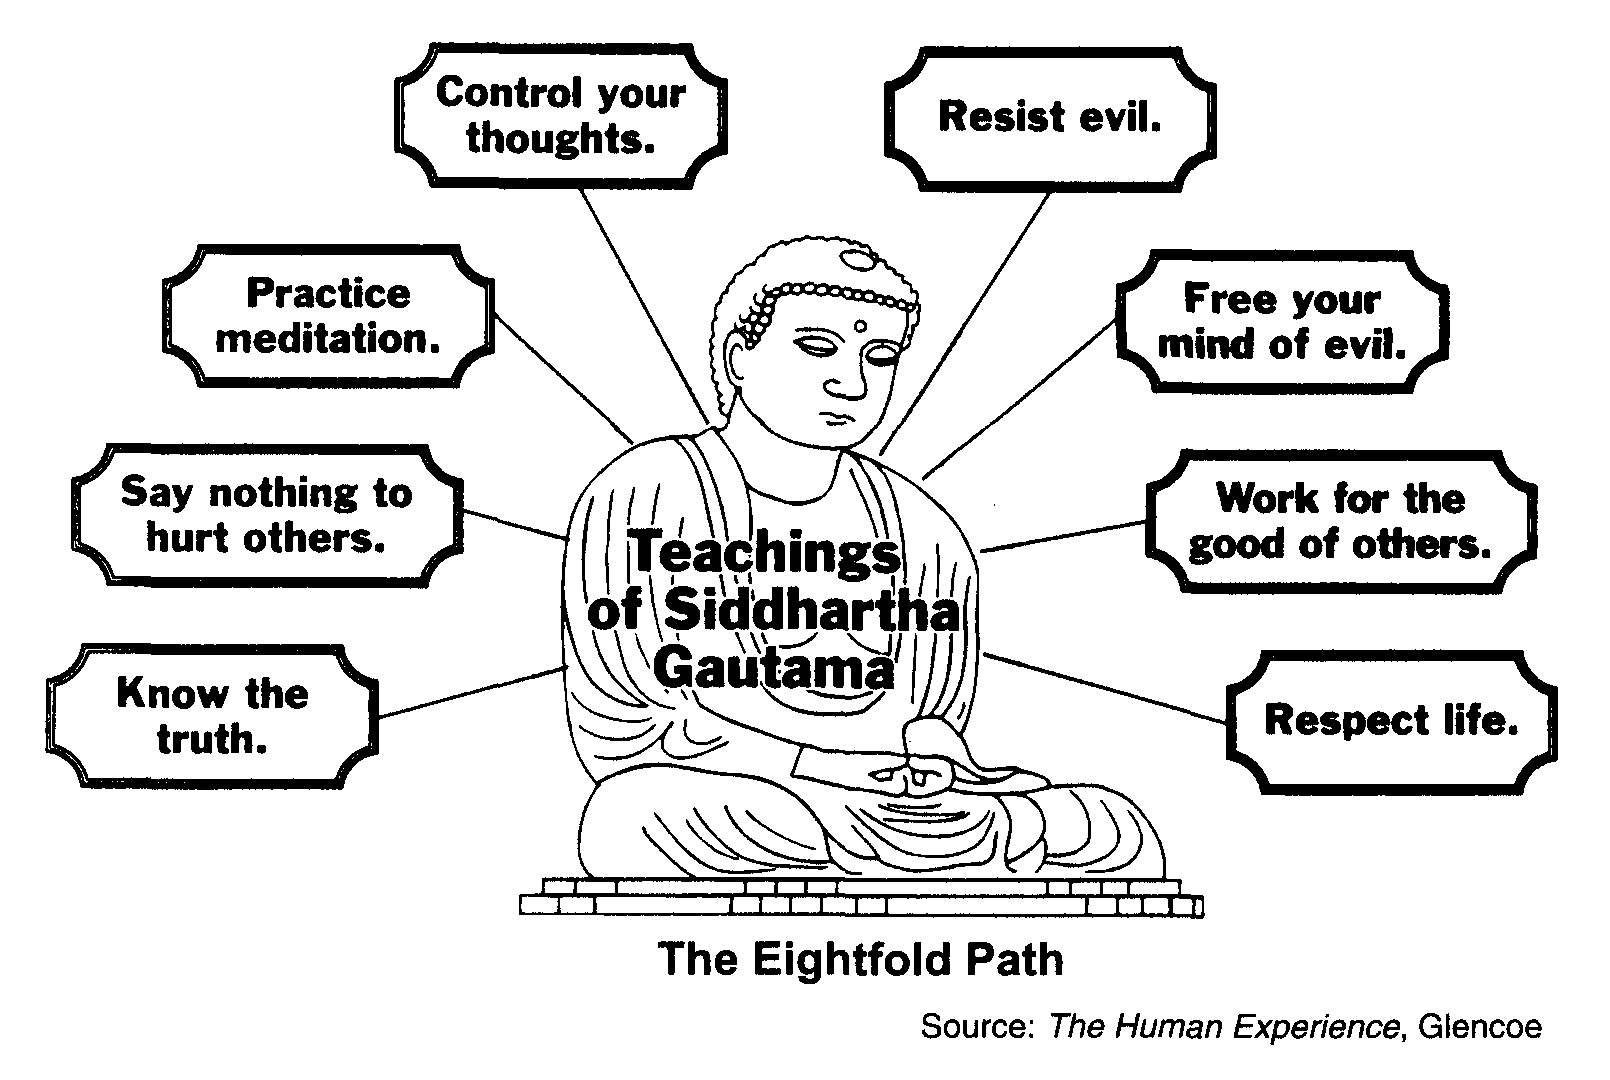 Control your
thoughts.
Resist evil.
Practice
meditation.
Free your
mind of evil.
Say nothing to
hurt others.
Work for the
good of others.
Know the
truth.
Respect life.
Teachings
of Siddhartha
Gautama
The Eightfold Path
Source: The Human Experience, Glencoe